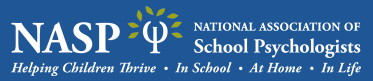 NASP
NATIONAL ASSOCIATION OF
School Psychologists
Helping Children Thrive • In School • At Home • In Life